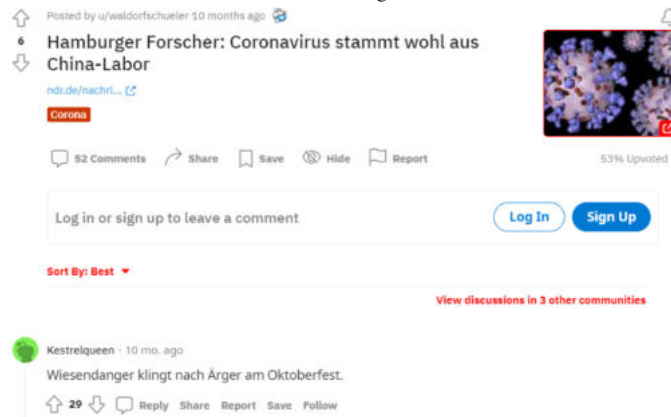 Posted by u/waldorfschueler 10 months ago
6
Hamburger Forscher: Coronavirus stammt wohl aus
China-Labor
ndr.de/nachri...
Corona
52 Comments Share Save Hide Report 53% Upvoted
Log in or sign up to leave a comment Log In Sign Up
Sort By: Best
View discussions in 3 other communities
Kestrelqueen · 10 mo. ago
Wiesendanger klingt nach Ärger am Oktoberfest.
29 Reply Share Report Save Follow